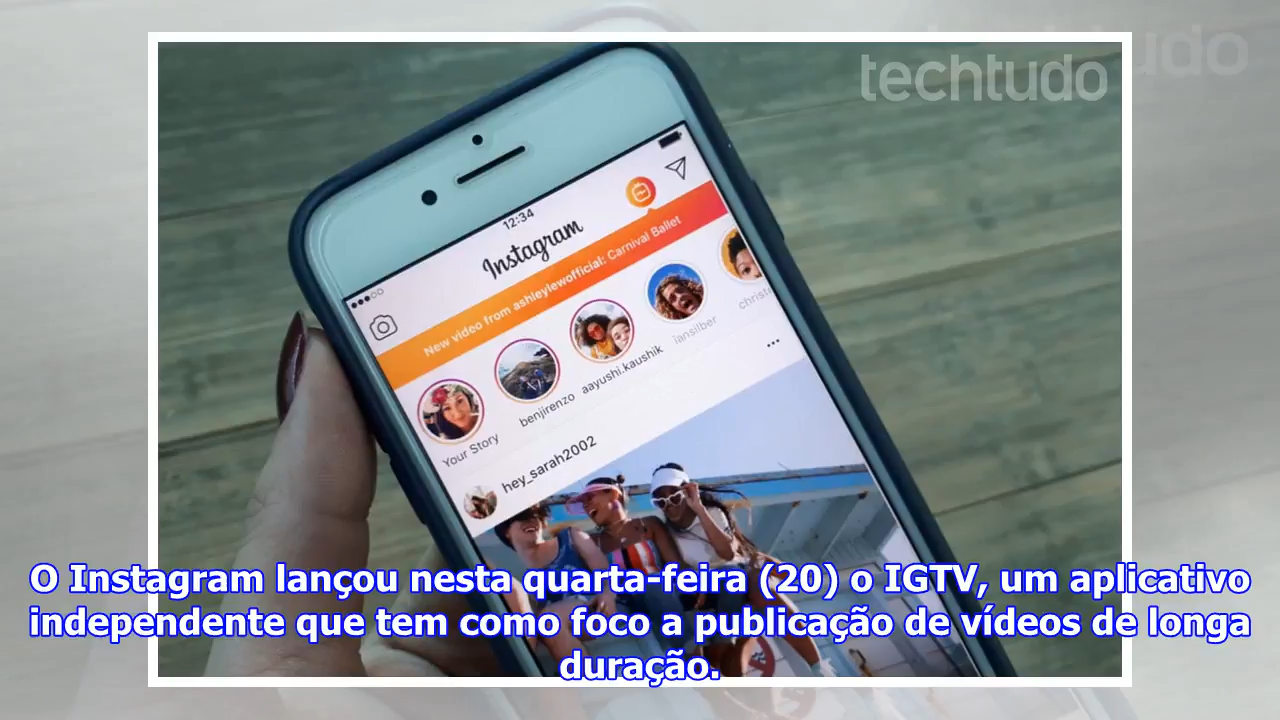 techtudo
12:34
Instagram
New video from ashleylewofficial: Carnival Ballet
Your Story
benjirenzo
aayushi.kaushik
iansilber
christ
hey_sarah2002
O Instagram lançou nesta quarta-feira (20) o IGTV, um aplicativo
independente que tem como foco a publicação de vídeos de longa
duração.